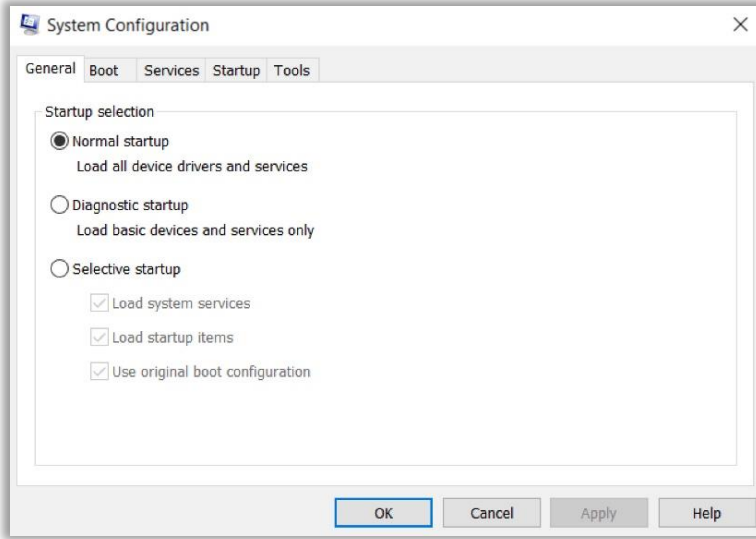 System Configuration
General Boot Services Startup Tools
Startup selection
Normal startup
Load all device drivers and services
Diagnostic startup
Load basic devices and services only
Selective startup
Load system services
Load startup items
Use original boot configuration
OK Cancel Apply Help